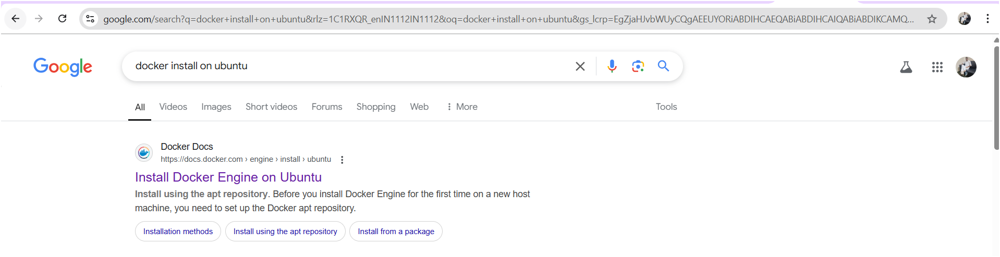 google.com/search?q=docker+install+on+ubuntu&rlz=1C1RXQR_enIN1112IN1112&oq=docker+install+on+ubuntu&gs_lcrp=EgZjaHJvbWUyCQgAEEUYORiABDIHCAEQABiABDIHCAIQABiABDIKCAMQ...
Google
docker install on ubuntu
All Videos Images Short videos Forums Shopping Web More Tools
Docker Docs
https://docs.docker.com › engine › install › ubuntu
Install Docker Engine on Ubuntu
Install using the apt repository. Before you install Docker Engine for the first time on a new host
machine, you need to set up the Docker apt repository.
Installation methods Install using the apt repository Install from a package